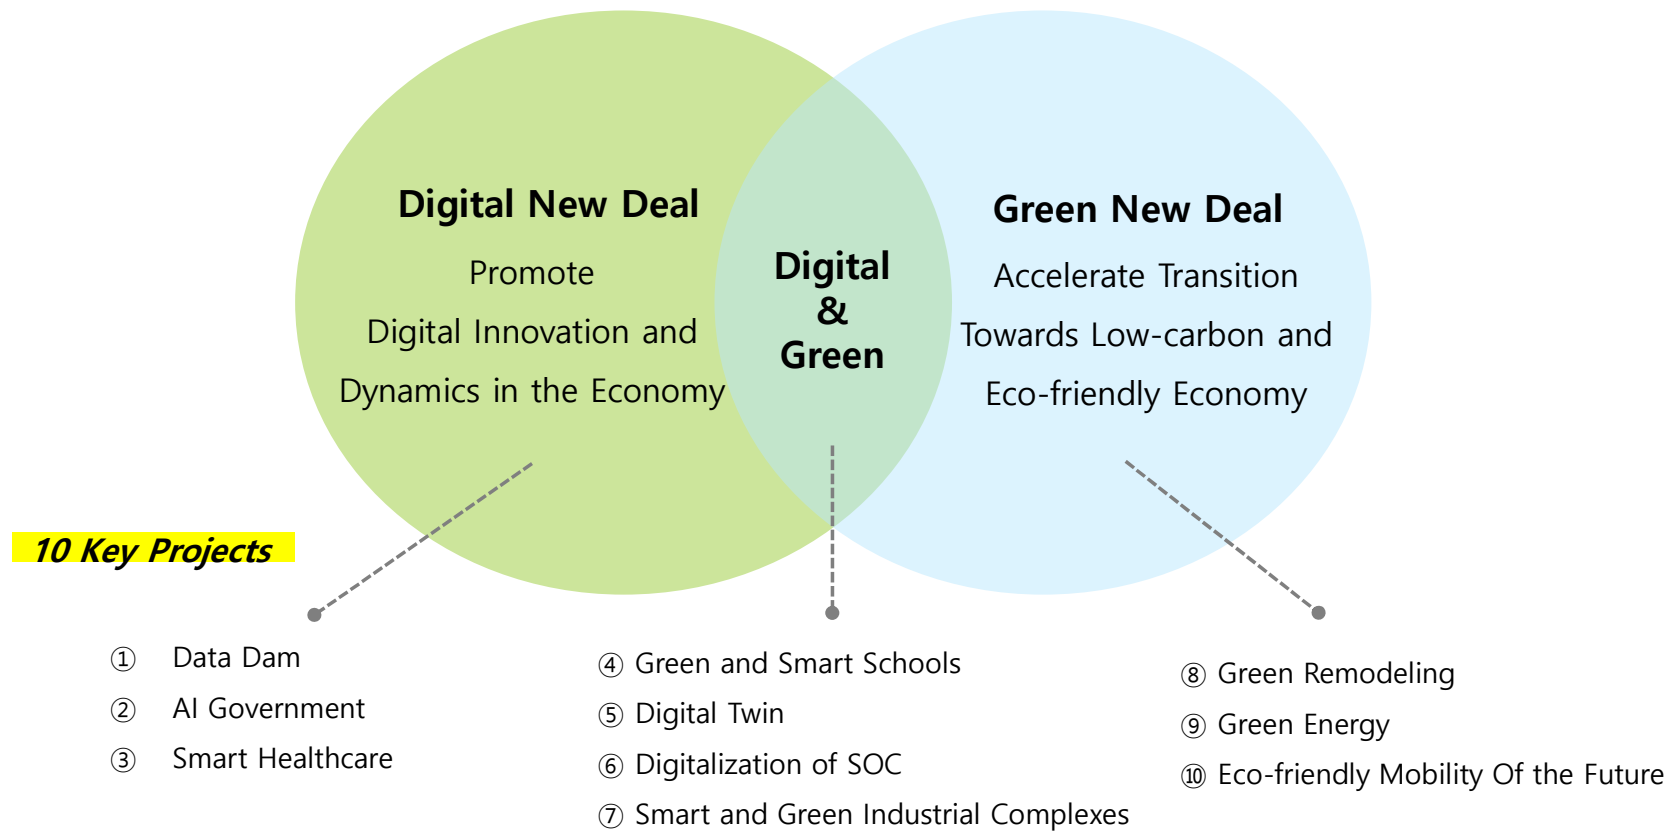 Digital New Deal
Promote
Digital Innovation and
Dynamics in the Economy
Digital
&
Green
Green New Deal
Accelerate Transition
Towards Low-carbon and
Eco-friendly Economy
10 Key Projects
① Data Dam
② AI Government
③ Smart Healthcare
④ Green and Smart Schools
⑤ Digital Twin
⑥ Digitalization of SOC
⑦ Smart and Green Industrial Complexes
⑧ Green Remodeling
⑨ Green Energy
⑩ Eco-friendly Mobility Of the Future